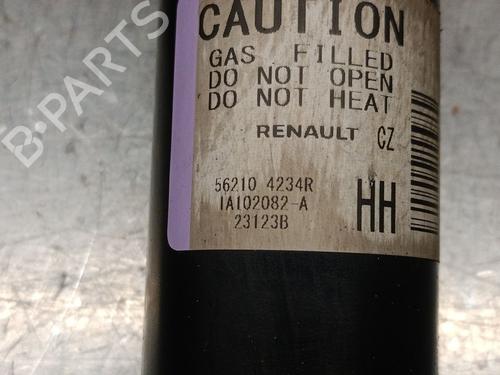 CAUTION
GAS FILLED
DO NOT OPEN
DO NOT HEAT
RENAULT CZ
56210 4234R
1A102082-A
23123B
HH
B-PARTS